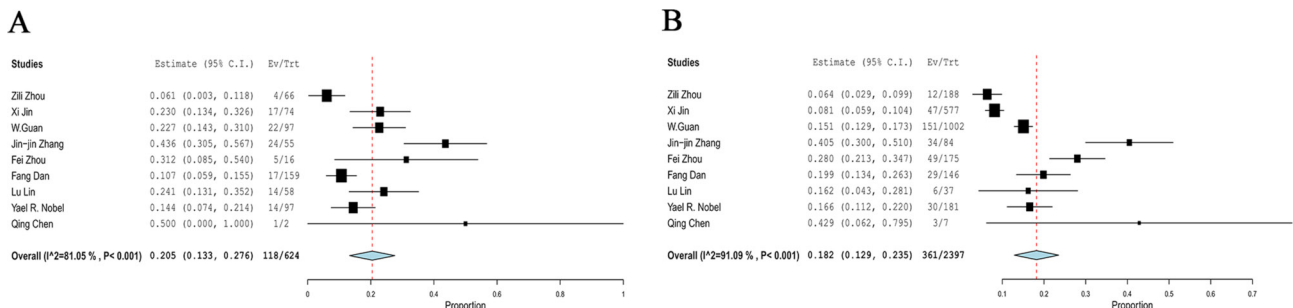 A
Studies Estimate (95% C.I.) Ev/Trt
Zili Zhou 0.061 (0.003, 0.118) 4/66
Xi Jin 0.230 (0.134, 0.326) 17/74
W.Guan 0.227 (0.143, 0.310) 22/97
Jin-jin Zhang 0.436 (0.305, 0.567) 24/55
Fei Zhou 0.312 (0.085, 0.540) 5/16
Fang Dan 0.107 (0.059, 0.155) 17/159
Lu Lin 0.241 (0.131, 0.352) 14/58
Yael R. Nobel 0.144 (0.074, 0.214) 14/97
Qing Chen 0.500 (0.000, 1.000) 1/2
Overall (I^2=81.05 % , P< 0.001) 0.205 (0.133, 0.276) 118/624
0 0.2 0.4 0.6 0.8 1
Proportion
B
Studies Estimate (95% C.I.) Ev/Trt
Zili Zhou 0.064 (0.029, 0.099) 12/188
Xi Jin 0.081 (0.059, 0.104) 47/577
W.Guan 0.151 (0.129, 0.173) 151/1002
Jin-jin Zhang 0.405 (0.300, 0.510) 34/84
Fei Zhou 0.280 (0.213, 0.347) 49/175
Fang Dan 0.199 (0.134, 0.263) 29/146
Lu Lin 0.162 (0.043, 0.281) 6/37
Yael R. Nobel 0.166 (0.112, 0.220) 30/181
Qing Chen 0.429 (0.062, 0.795) 3/7
Overall (I^2=91.09 % , P< 0.001) 0.182 (0.129, 0.235) 361/2397
0.1 0.2 0.3 0.4 0.5 0.6 0.7
Proportion